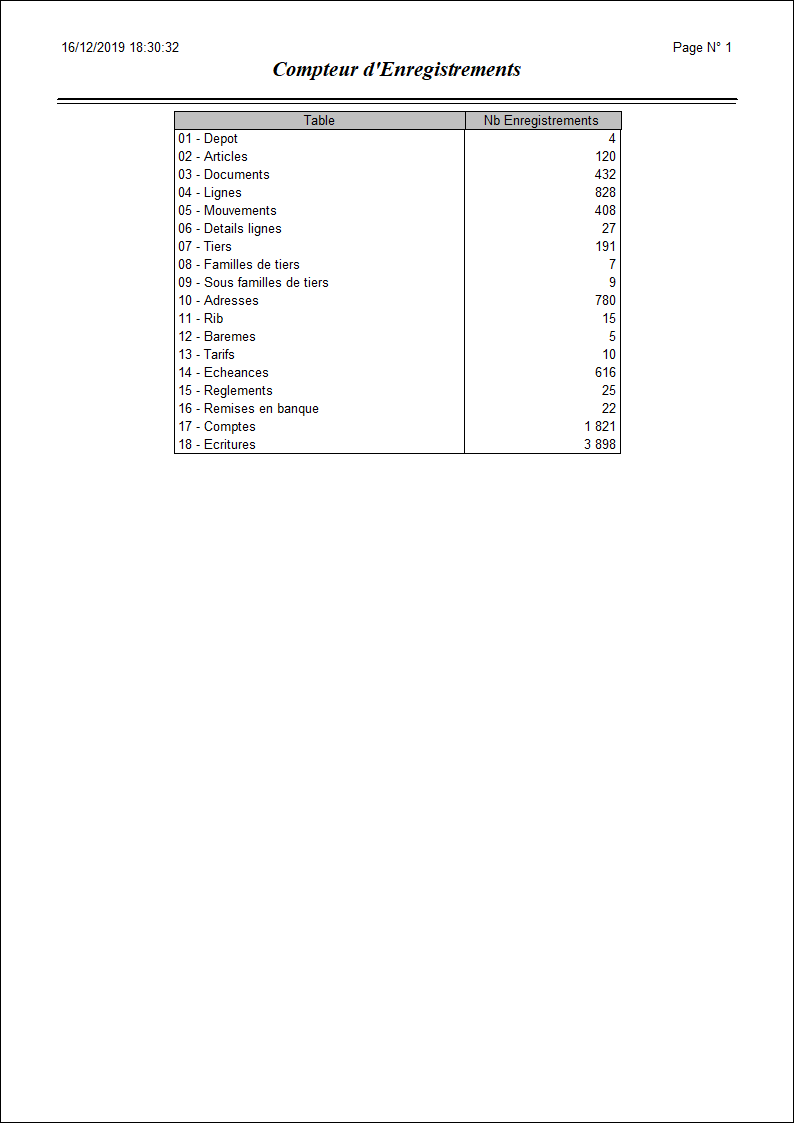 16/12/2019 18:30:32 Page N° 1
Compteur d'Enregistrements
Table Nb Enregistrements
01 - Depot 4
02 - Articles 120
03 - Documents 432
04 - Lignes 828
05 - Mouvements 408
06 - Details lignes 27
07 - Tiers 191
08 - Familles de tiers 7
09 - Sous familles de tiers 9
10 - Adresses 780
11 - Rib 15
12 - Baremes 5
13 - Tarifs 10
14 - Echeances 616
15 - Reglements 25
16 - Remises en banque 22
17 - Comptes 1 821
18 - Ecritures 3 898